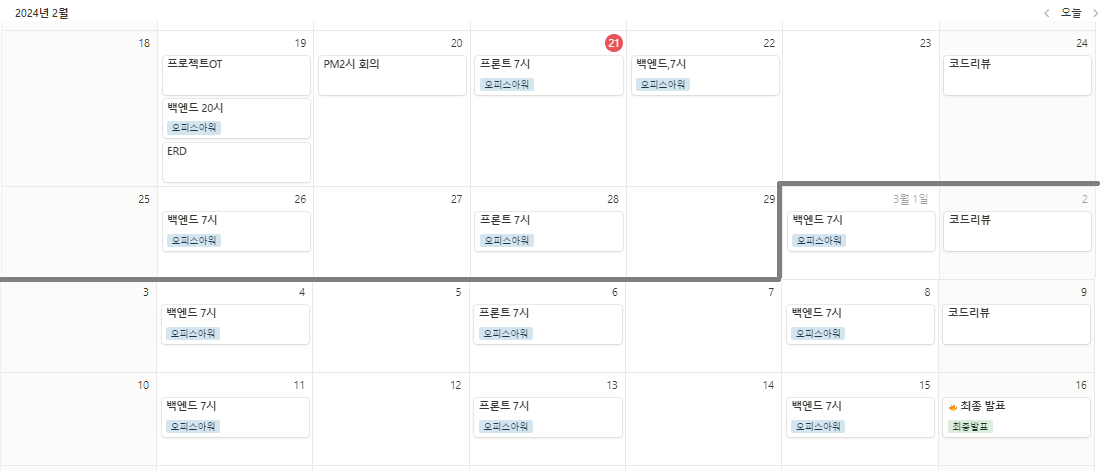 2024년 2월
오늘
18
19
20
21
22
23
24
프로젝트OT
PM2시 회의
프론트 7시
오피스아워
백엔드,7시
오피스아워
코드리뷰
백엔드 20시
오피스아워
ERD
25
26
27
28
29
3월 1일
2
백엔드 7시
오피스아워
프론트 7시
오피스아워
백엔드 7시
오피스아워
코드리뷰
3
4
5
6
7
8
9
백엔드 7시
오피스아워
프론트 7시
오피스아워
백엔드 7시
오피스아워
코드리뷰
10
11
12
13
14
15
16
백엔드 7시
오피스아워
프론트 7시
오피스아워
백엔드 7시
오피스아워
🔥 최종 발표
최종발표